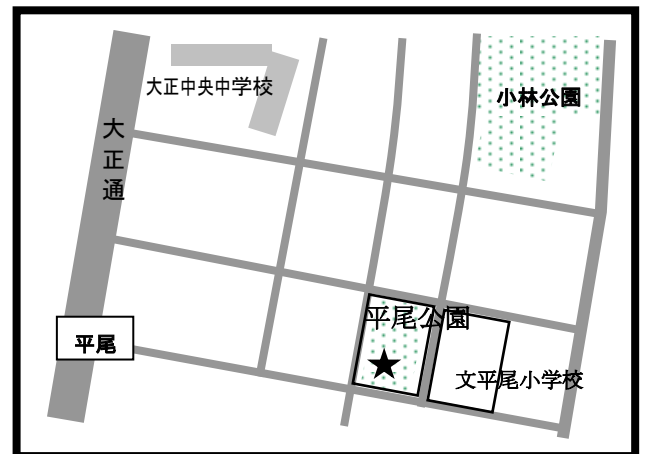 大正中央中学校
小林公園
大正通
平尾公園
平尾
文平尾小学校